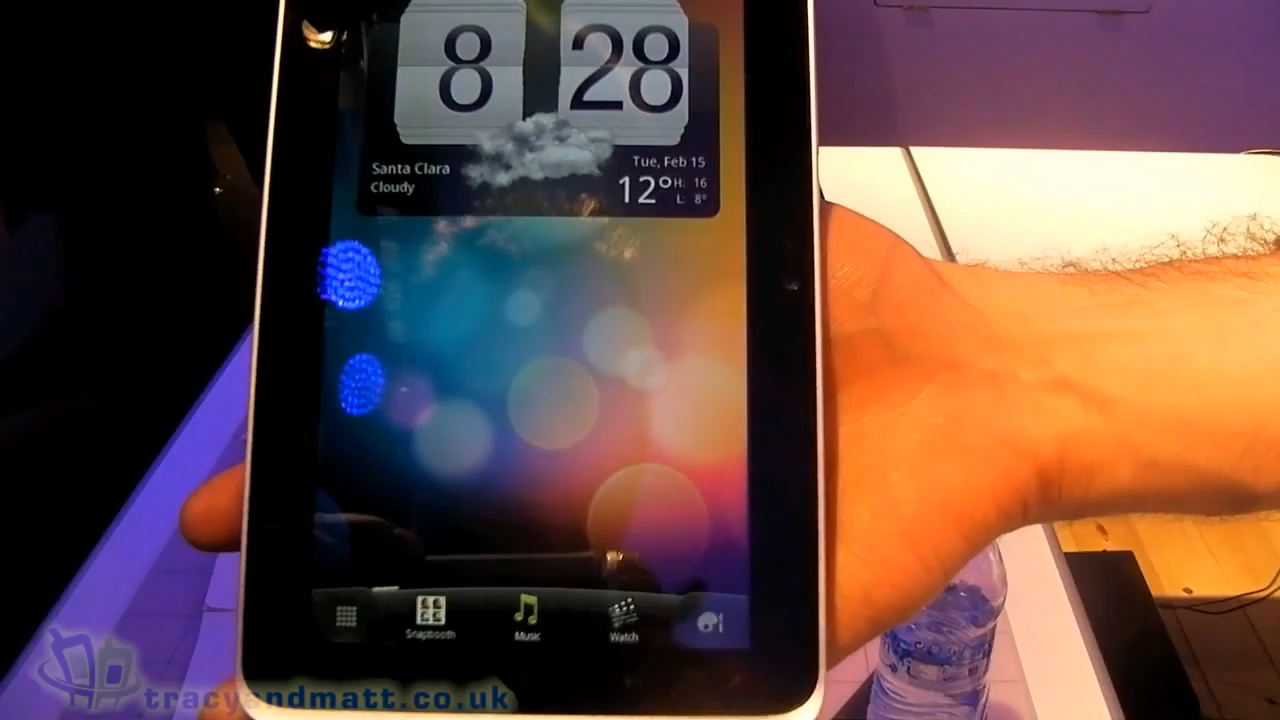 8 28
Santa Clara
Cloudy
Tue, Feb 15
12° H: 16
L: 8°
Snapbooth
Music
Watch
tracyandmatt.co.uk